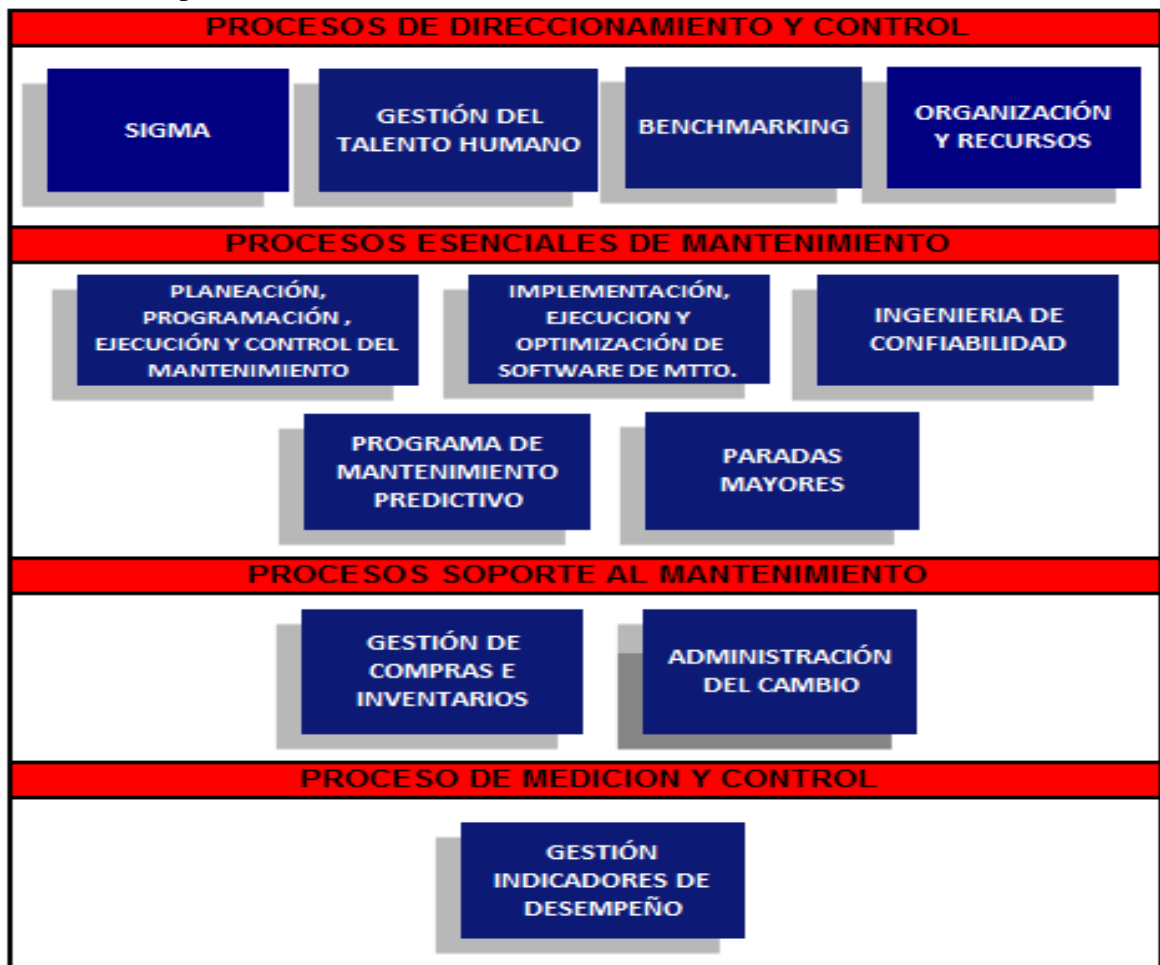 PROCESOS DE DIRECCIONAMIENTO Y CONTROL
SIGMA
GESTIÓN DEL
TALENTO HUMANO
BENCHMARKING
ORGANIZACIÓN
Y RECURSOS
PROCESOS ESENCIALES DE MANTENIMIENTO
PLANEACIÓN,
PROGRAMACIÓN ,
EJECUCIÓN Y CONTROL DEL
MANTENIMIENTO
IMPLEMENTACIÓN,
EJECUCION Y
OPTIMIZACIÓN DE
SOFTWARE DE MTTO.
INGENIERIA DE
CONFIABILIDAD
PROGRAMA DE
MANTENIMIENTO
PREDICTIVO
PARADAS
MAYORES
PROCESOS SOPORTE AL MANTENIMIENTO
GESTIÓN DE
COMPRAS E
INVENTARIOS
ADMINISTRACIÓN
DEL CAMBIO
PROCESO DE MEDICION Y CONTROL
GESTIÓN
INDICADORES DE
DESEMPEÑO